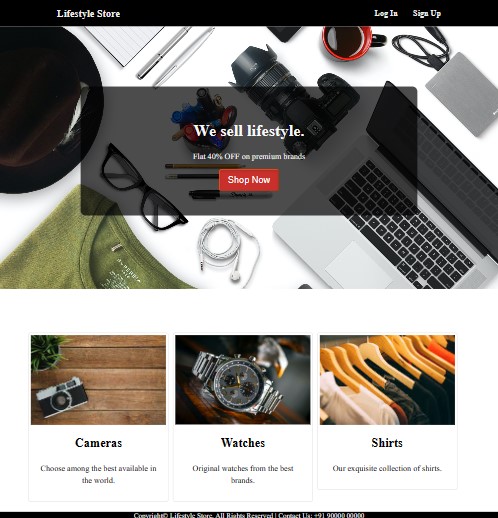 Lifestyle Store
Log In Sign Up
We sell lifestyle.
Flat 40% OFF on premium brands
Shop Now
Cameras
Watches
Shirts
Choose among the best available in
the world.
Original watches from the best
brands.
Our exquisite collection of shirts.
Copyright© Lifestyle Store. All Rights Reserved | Contact Us: +91 90000 00000